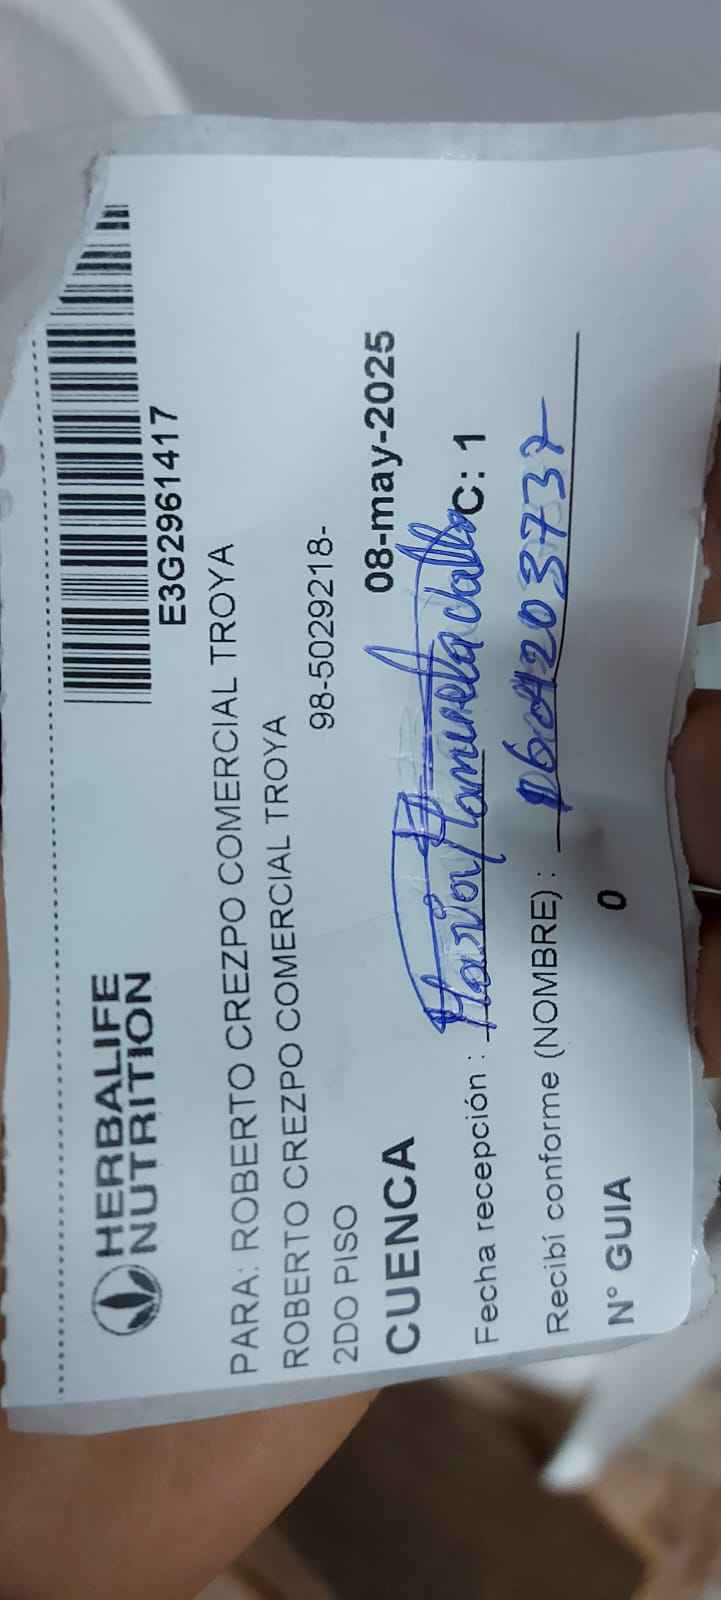 HERBALIFE
NUTRITION
E3G2961417
PARA: ROBERTO CREZPO COMERCIAL TROYA
ROBERTO CREZPO COMERCIAL TROYA
2DO PISO 98-5029218-
CUENCA 08-may-2025
Fecha recepción : C: 1
Recibí conforme (NOMBRE) :
N° GUIA 0